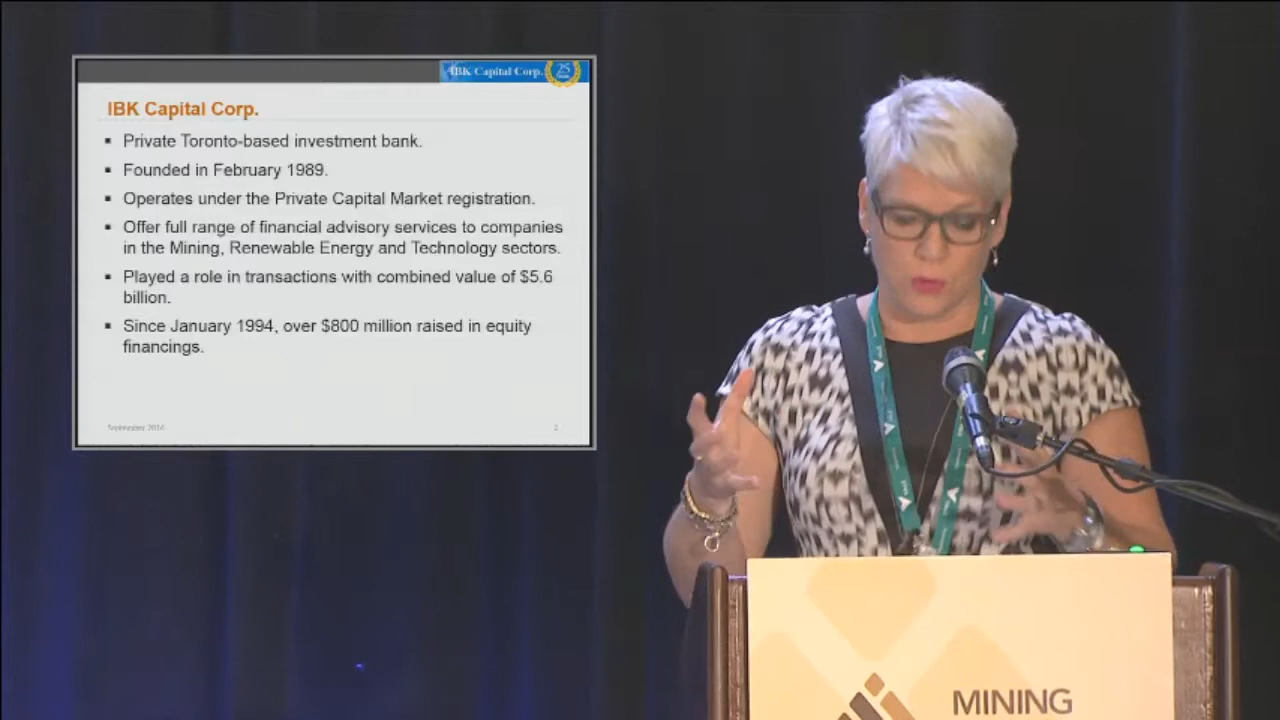 IBK Capital Corp.
25
IBK Capital Corp.
▪ Private Toronto-based investment bank.
▪ Founded in February 1989.
▪ Operates under the Private Capital Market registration.
▪ Offer full range of financial advisory services to companies
in the Mining, Renewable Energy and Technology sectors.
▪ Played a role in transactions with combined value of $5.6
billion.
▪ Since January 1994, over $800 million raised in equity
financings.
2
MINING